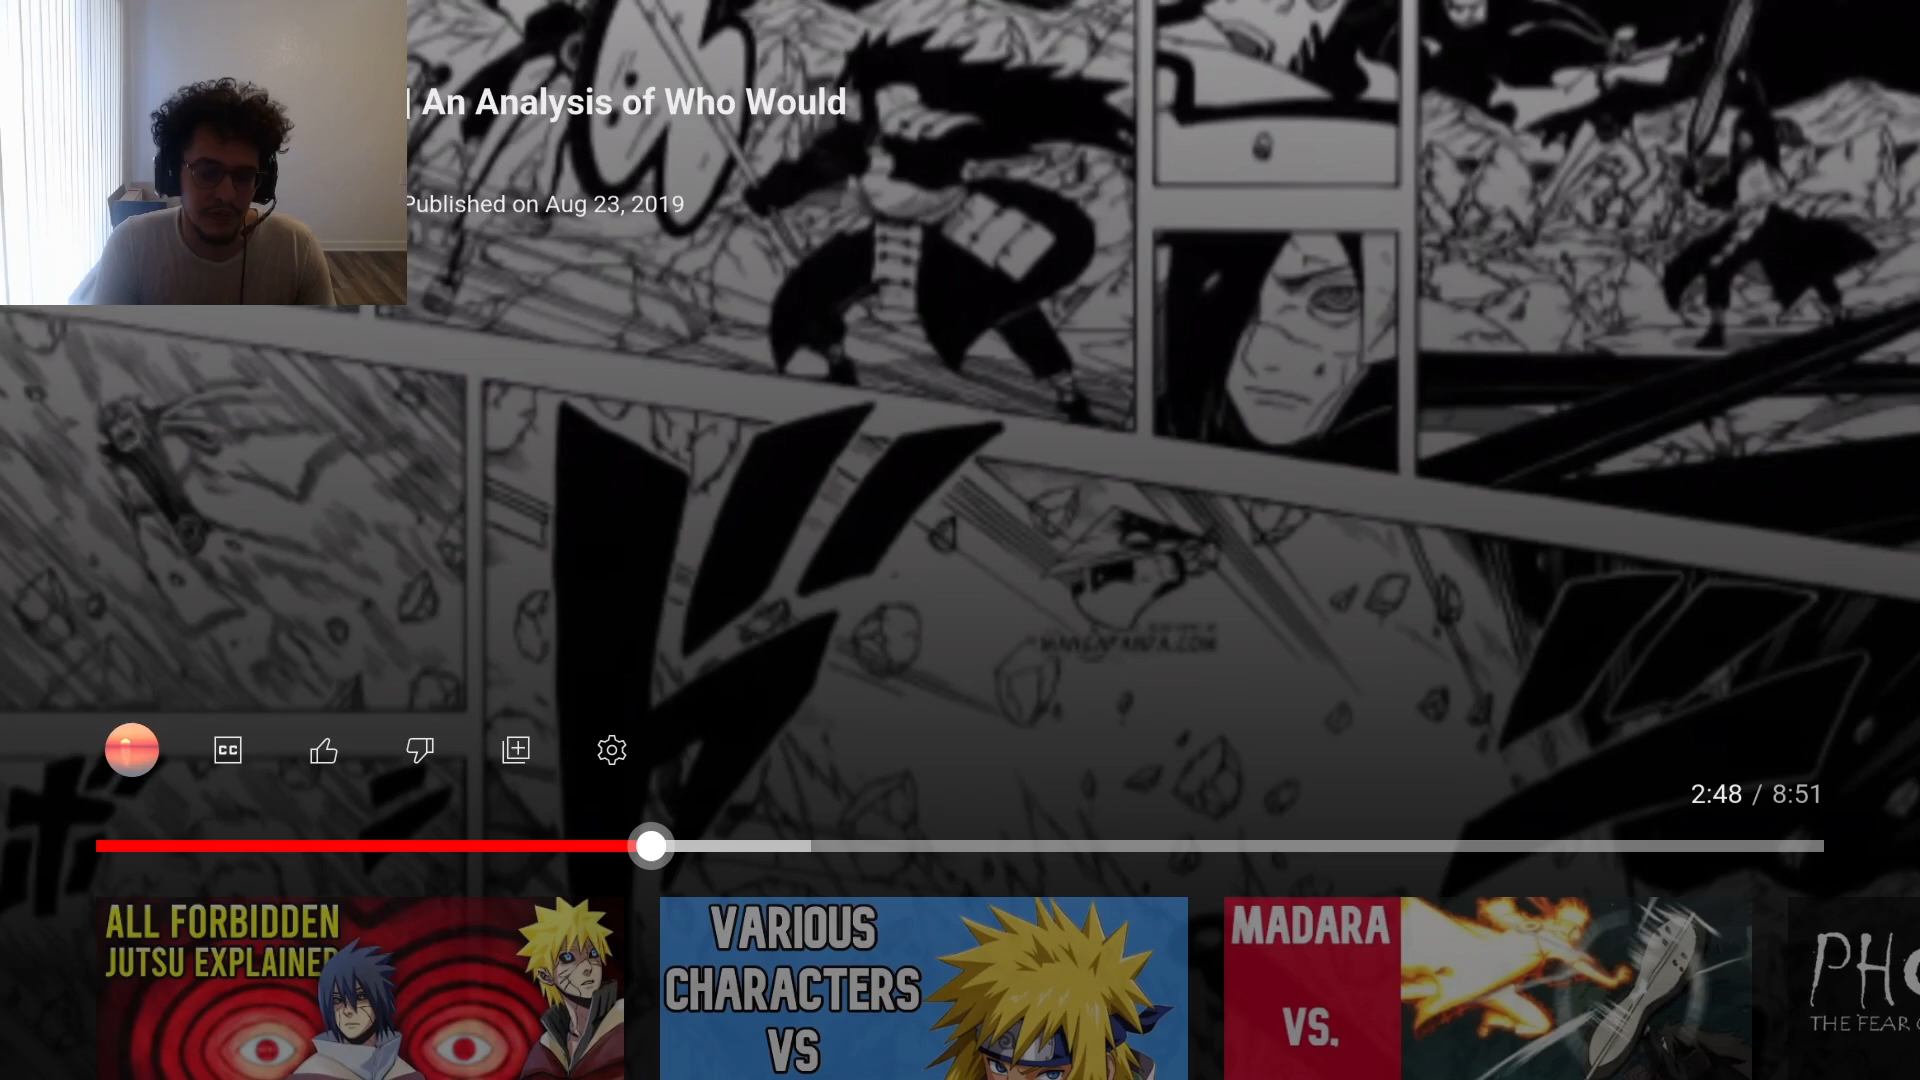 | An Analysis of Who Would
Published on Aug 23, 2019
CC
2:48 / 8:51
ALL FORBIDDEN
JUTSU EXPLAINED
VARIOUS
CHARACTERS
VS
MADARA
VS.
THE FEAR